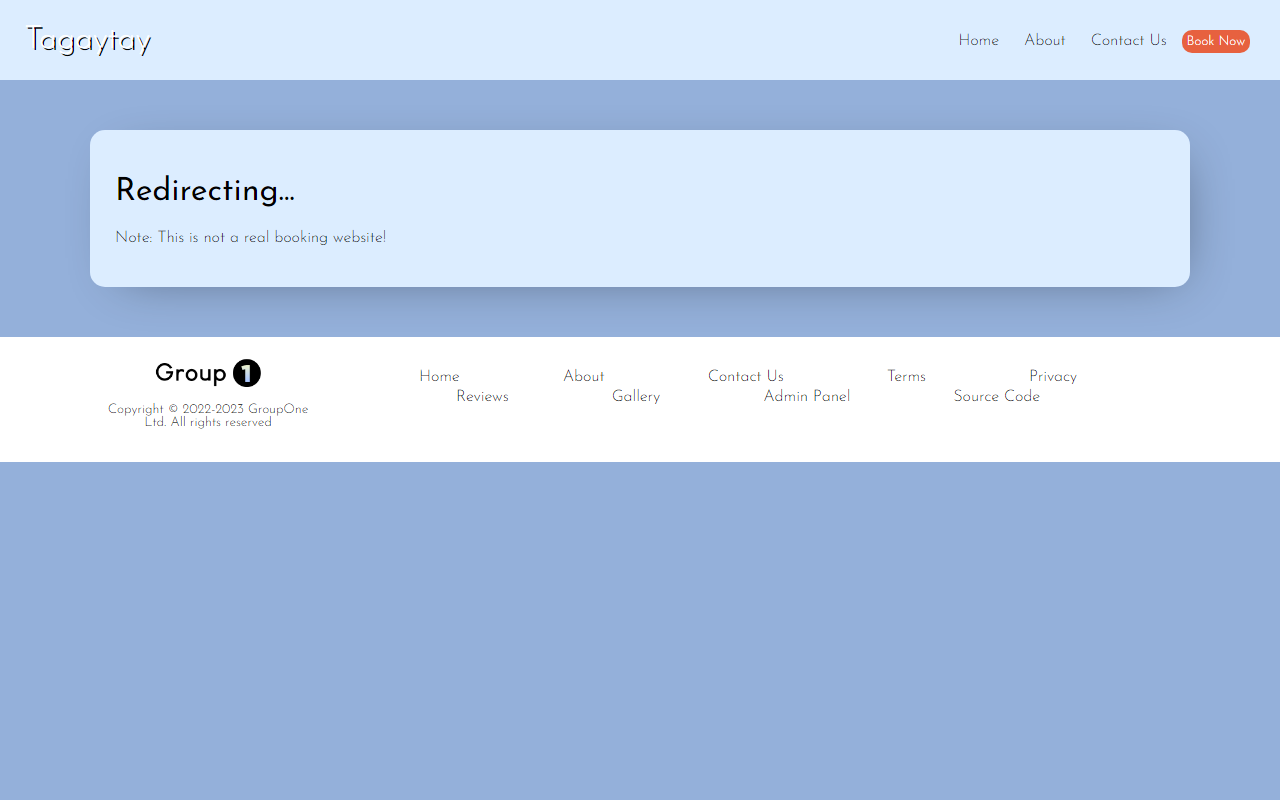 Tagaytay
Home About Contact Us Book Now
Redirecting...
Note: This is not a real booking website!
Group 1
Copyright © 2022-2023 GroupOne
Ltd. All rights reserved
Home About Contact Us Terms Privacy
Reviews Gallery Admin Panel Source Code